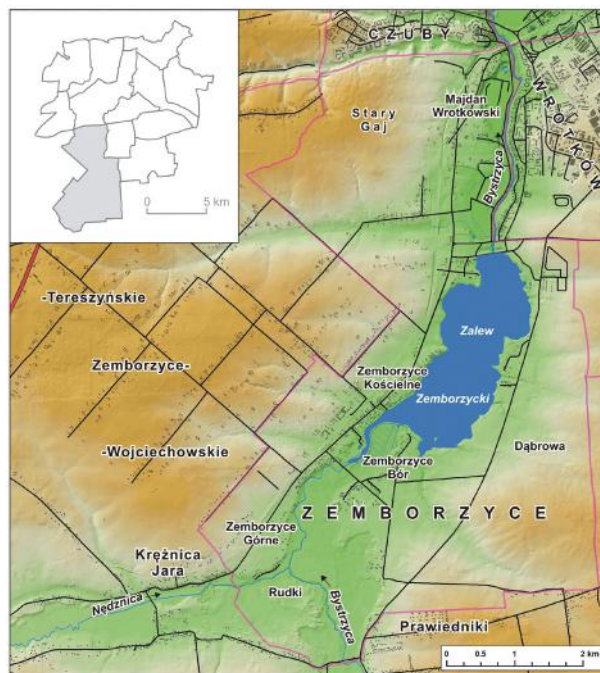 0 5 km
CZUBY
Majdan
Wrotkowski
Stary
Gaj
WROTKÓW
Bystrzyca
-Tereszyńskie
Zalew
Zemborzyce-
Zemborzyce
Kościelne
Zemborzycki
-Wojciechowskie
Zemborzyce
Bór
Dąbrowa
ZEMBORZYCE
Zemborzyce
Górne
Krężnica
Jara
Nędznica
Rudki
Bystrzyca
Prawiedniki
0 0.5 1 2 km